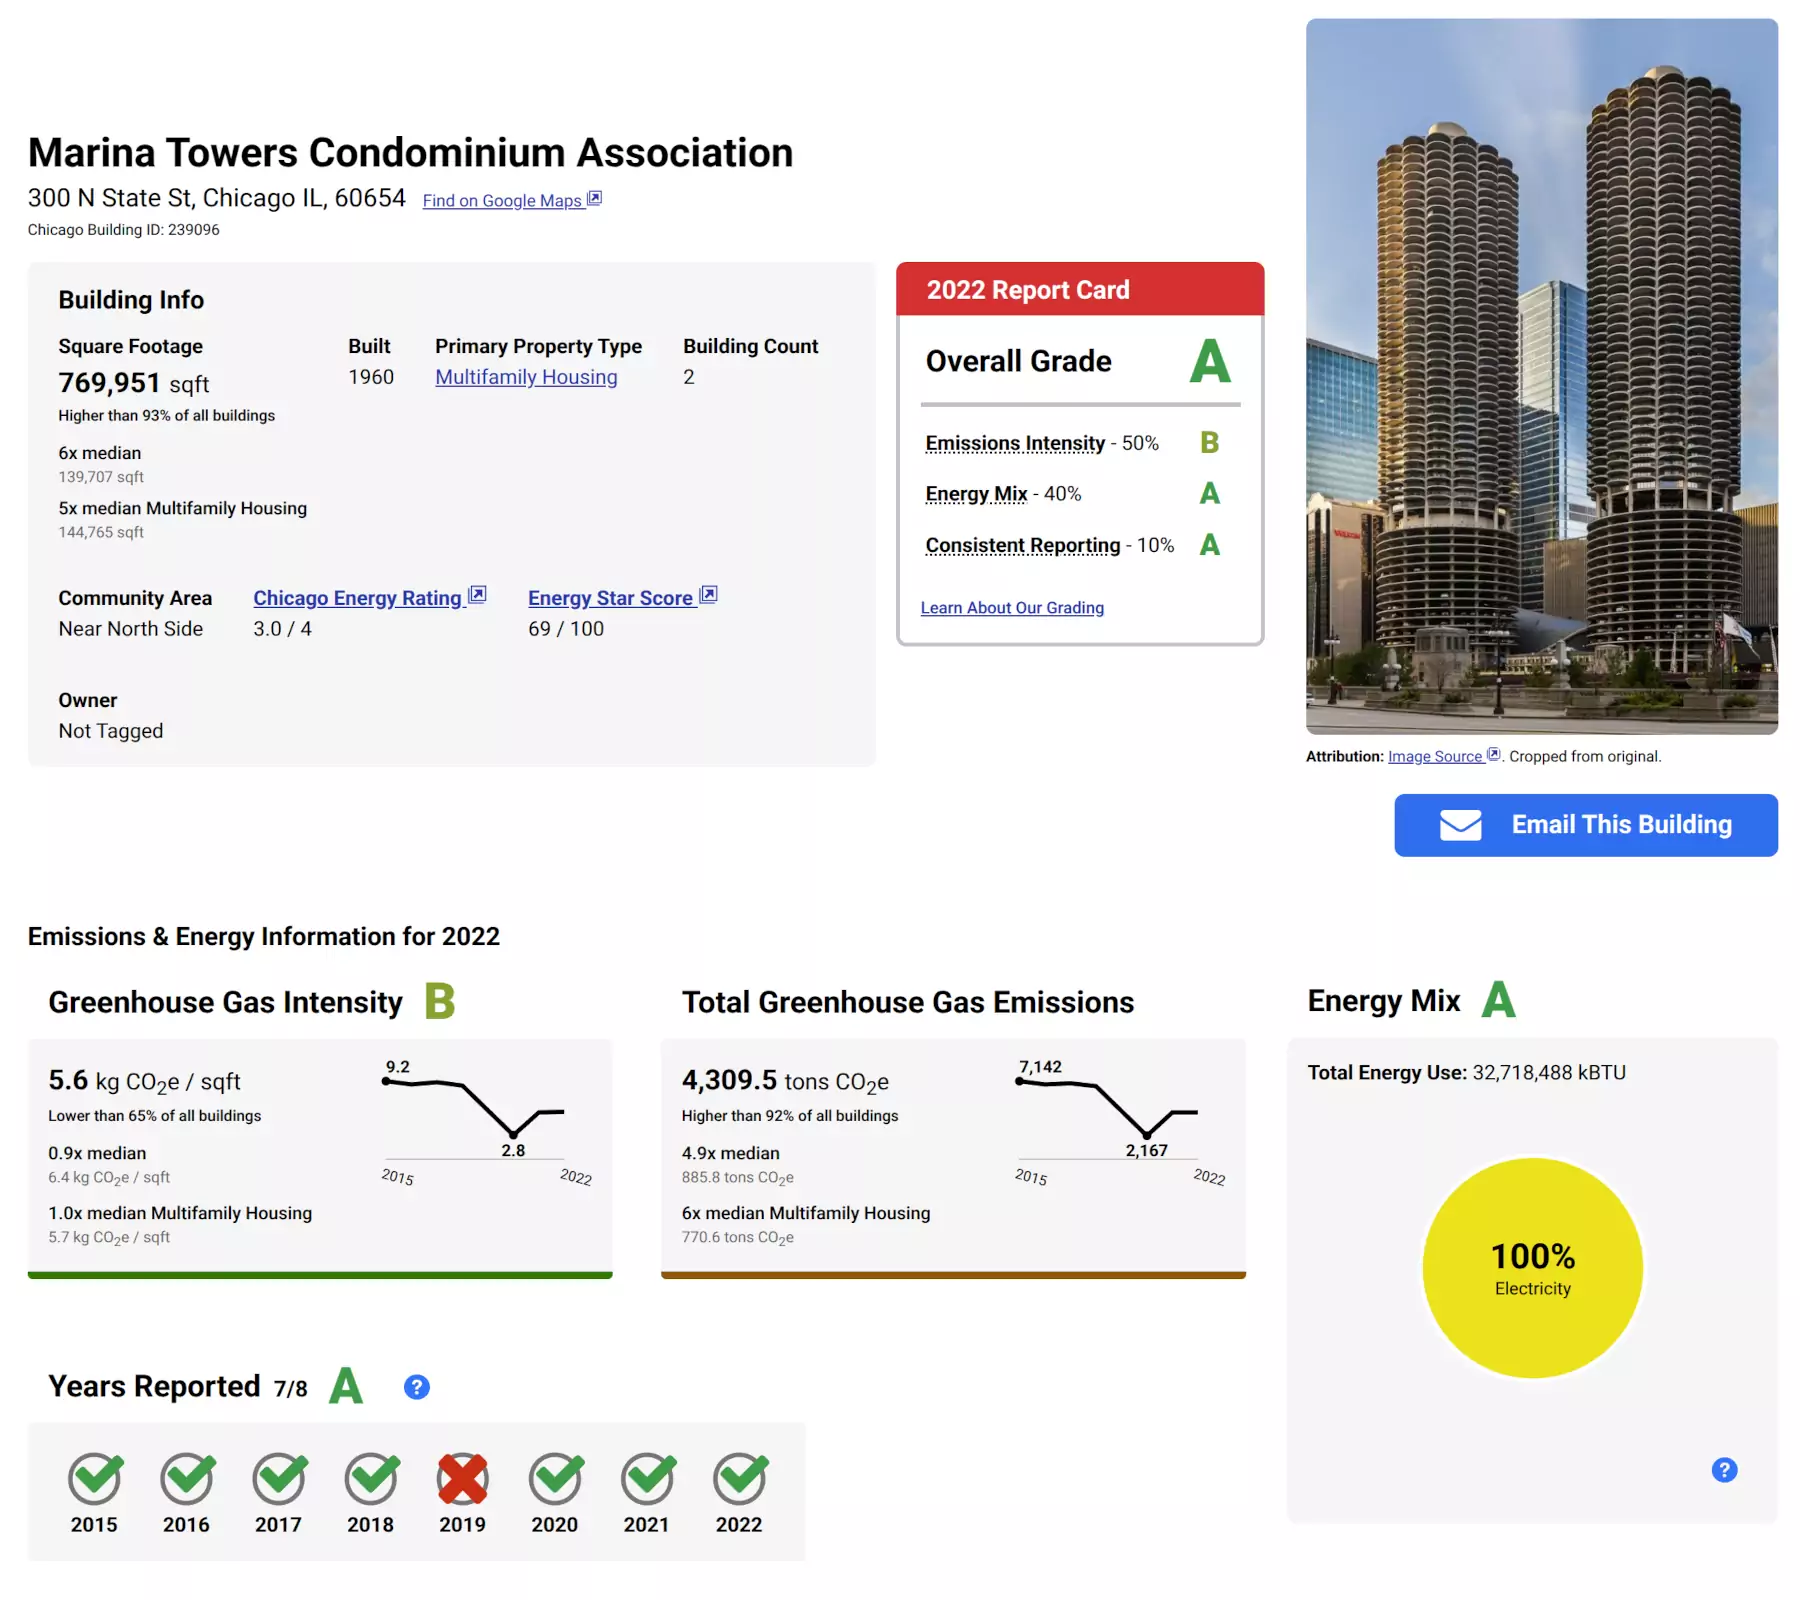 Marina Towers Condominium Association
300 N State St, Chicago IL, 60654 Find on Google Maps
Chicago Building ID: 239096
Building Info
Square Footage
769,951 sqft
Higher than 93% of all buildings
6x median
139,707 sqft
5x median Multifamily Housing
144,765 sqft
Built
1960
Primary Property Type
Multifamily Housing
Building Count
2
Community Area
Near North Side
Chicago Energy Rating
3.0 / 4
Energy Star Score
69 / 100
Owner
Not Tagged
2022 Report Card
Overall Grade A
Emissions Intensity - 50% B
Energy Mix - 40% A
Consistent Reporting - 10% A
Learn About Our Grading
Attribution: Image Source. Cropped from original.
Email This Building
Emissions & Energy Information for 2022
Greenhouse Gas Intensity B
5.6 kg CO2e / sqft
Lower than 65% of all buildings
0.9x median
6.4 kg CO2e / sqft
1.0x median Multifamily Housing
5.7 kg CO2e / sqft
9.2
2.8
2015 2022
Total Greenhouse Gas Emissions
4,309.5 tons CO2e
Higher than 92% of all buildings
4.9x median
885.8 tons CO2e
6x median Multifamily Housing
770.6 tons CO2e
7,142
2,167
2015 2022
Energy Mix A
Total Energy Use: 32,718,488 kBTU
100%
Electricity
?
Years Reported 7/8 A ?
2015 2016 2017 2018 2019 2020 2021 2022